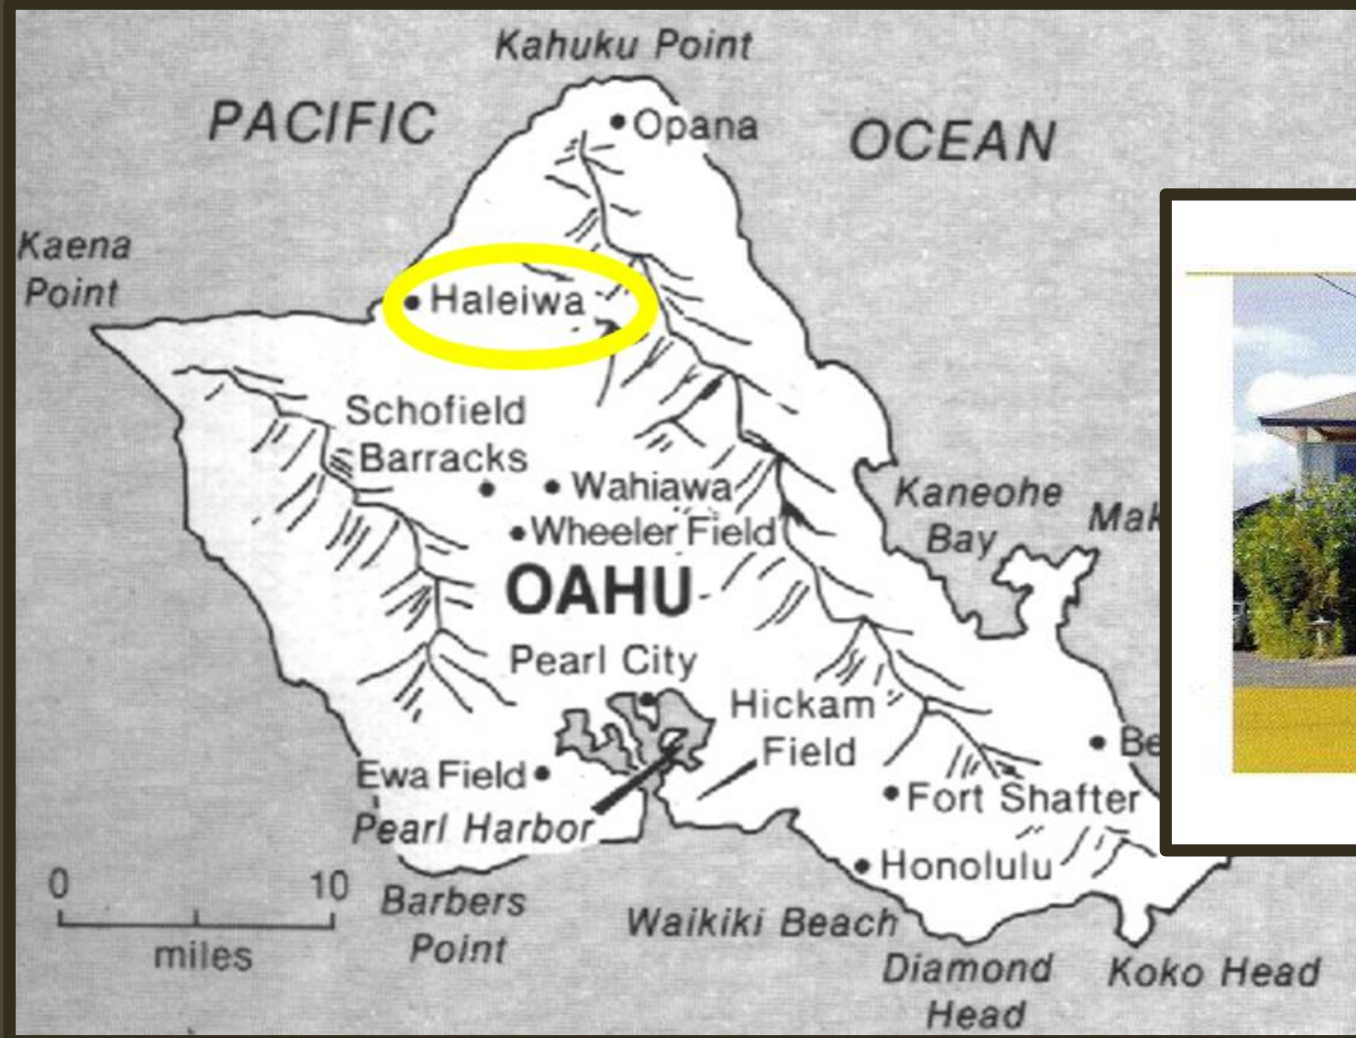 Kahuku Point
PACIFIC
OCEAN
Opana
Kaena
Point
Haleiwa
Schofield
Barracks
Wahiawa
Wheeler Field
Kaneohe
Bay
OAHU
Pearl City
Hickam
Field
Ewa Field
Fort Shafter
Pearl Harbor
Honolulu
0 10
miles
Barbers
Point
Waikiki Beach
Diamond
Head
Koko Head